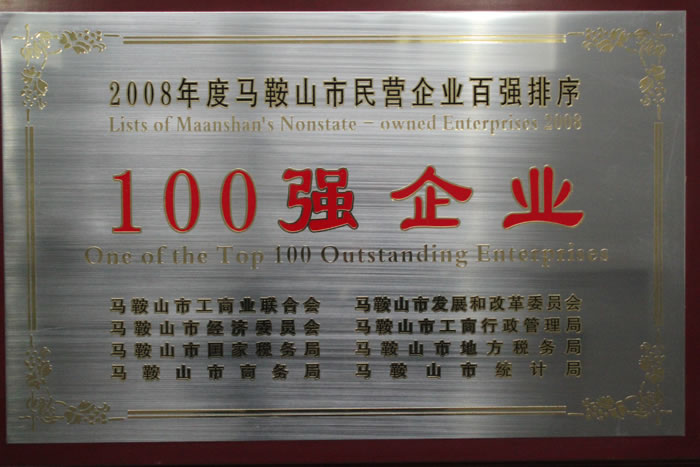 2008年度马鞍山市民营企业百强排序
Lists of Maanshan's Nonstate - owned Enterprises 2008
100强企业
One of the Top 100 Outstanding Enterprises
马鞍山市工商业联合会 马鞍山市发展和改革委员会
马鞍山市经济委员会 马鞍山市工商行政管理局
马鞍山市国家税务局 马鞍山市地方税务局
马鞍山市商务局 马鞍山市统计局